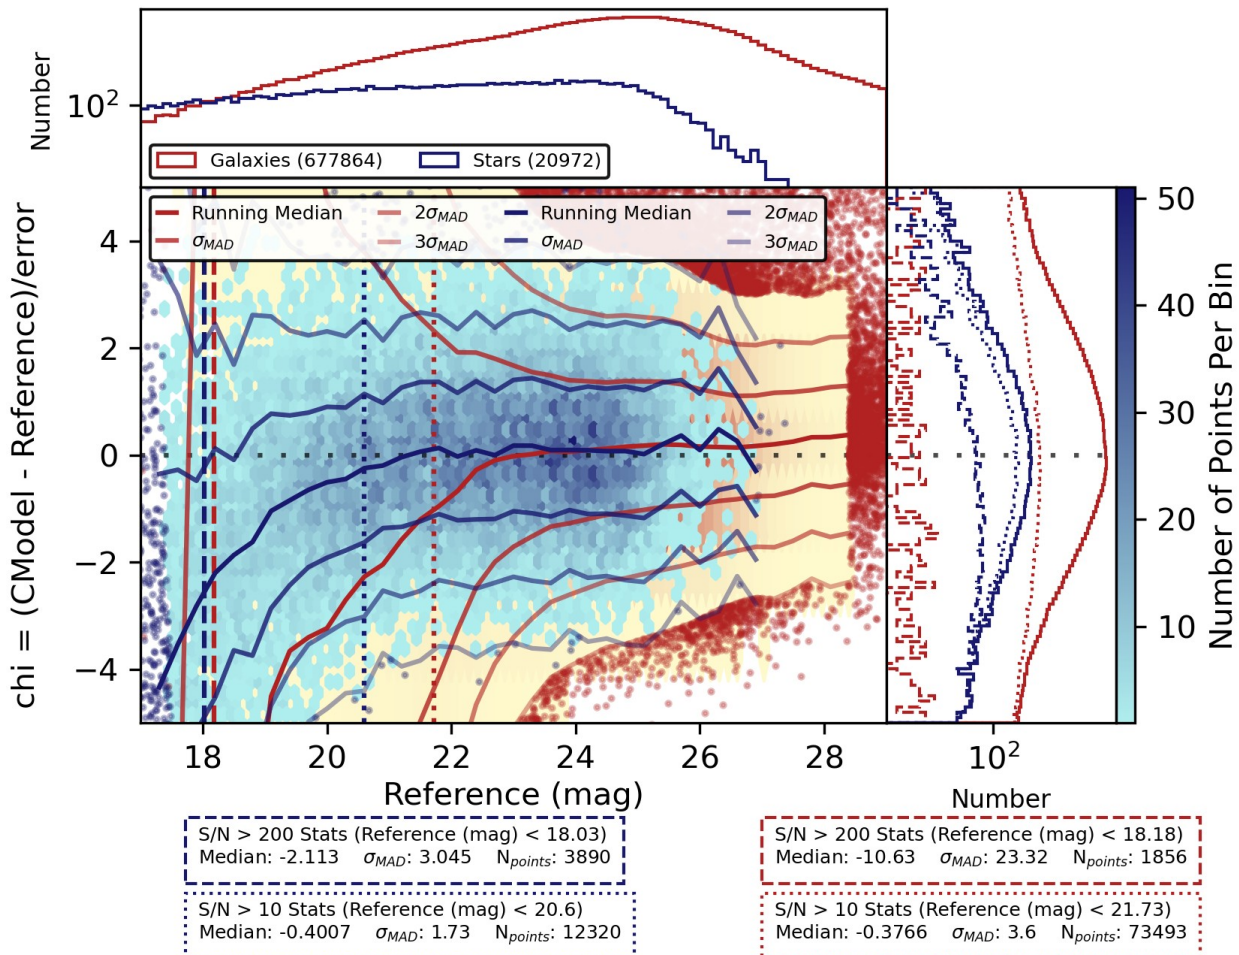 Number
10²
Galaxies (677864) Stars (20972)
Running Median 2σMAD Running Median 2σMAD
σMAD 3σMAD σMAD 3σMAD
chi = (CModel - Reference)/error
4
2
0
−2
−4
18 20 22 24 26 28
Reference (mag)
10²
Number
50
40
30
20
10
Number of Points Per Bin
S/N > 200 Stats (Reference (mag) < 18.03)
Median: -2.113 σMAD: 3.045 Npoints: 3890
S/N > 10 Stats (Reference (mag) < 20.6)
Median: -0.4007 σMAD: 1.73 Npoints: 12320
S/N > 200 Stats (Reference (mag) < 18.18)
Median: -10.63 σMAD: 23.32 Npoints: 1856
S/N > 10 Stats (Reference (mag) < 21.73)
Median: -0.3766 σMAD: 3.6 Npoints: 73493